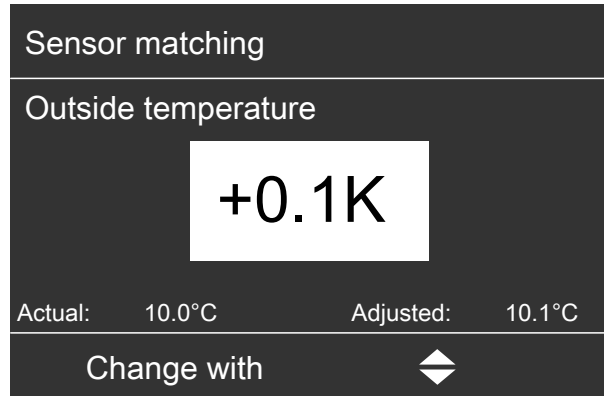 Sensor matching
Outside temperature
+0.1K
Actual: 10.0°C Adjusted: 10.1°C
Change with